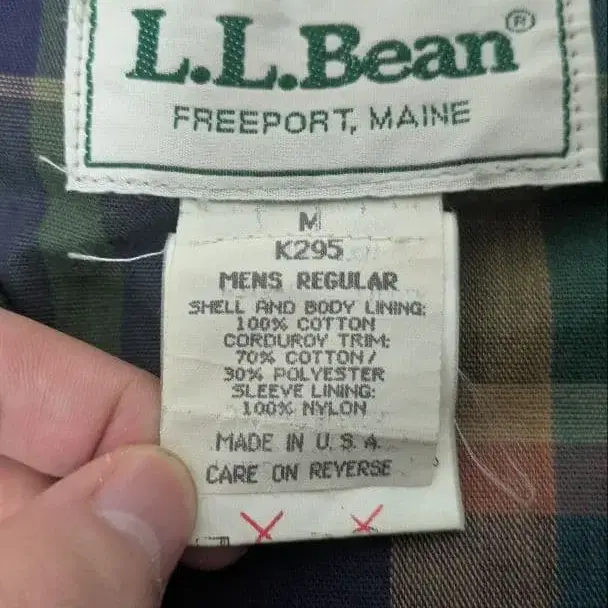 L.L.Bean®
FREEPORT, MAINE
M
K295
MENS REGULAR
SHELL AND BODY LINING:
100% COTTON
CORDUROY TRIM:
70% COTTON/
30% POLYESTER
SLEEVE LINING:
100% NYLON
MADE IN U.S.A.
CARE ON REVERSE